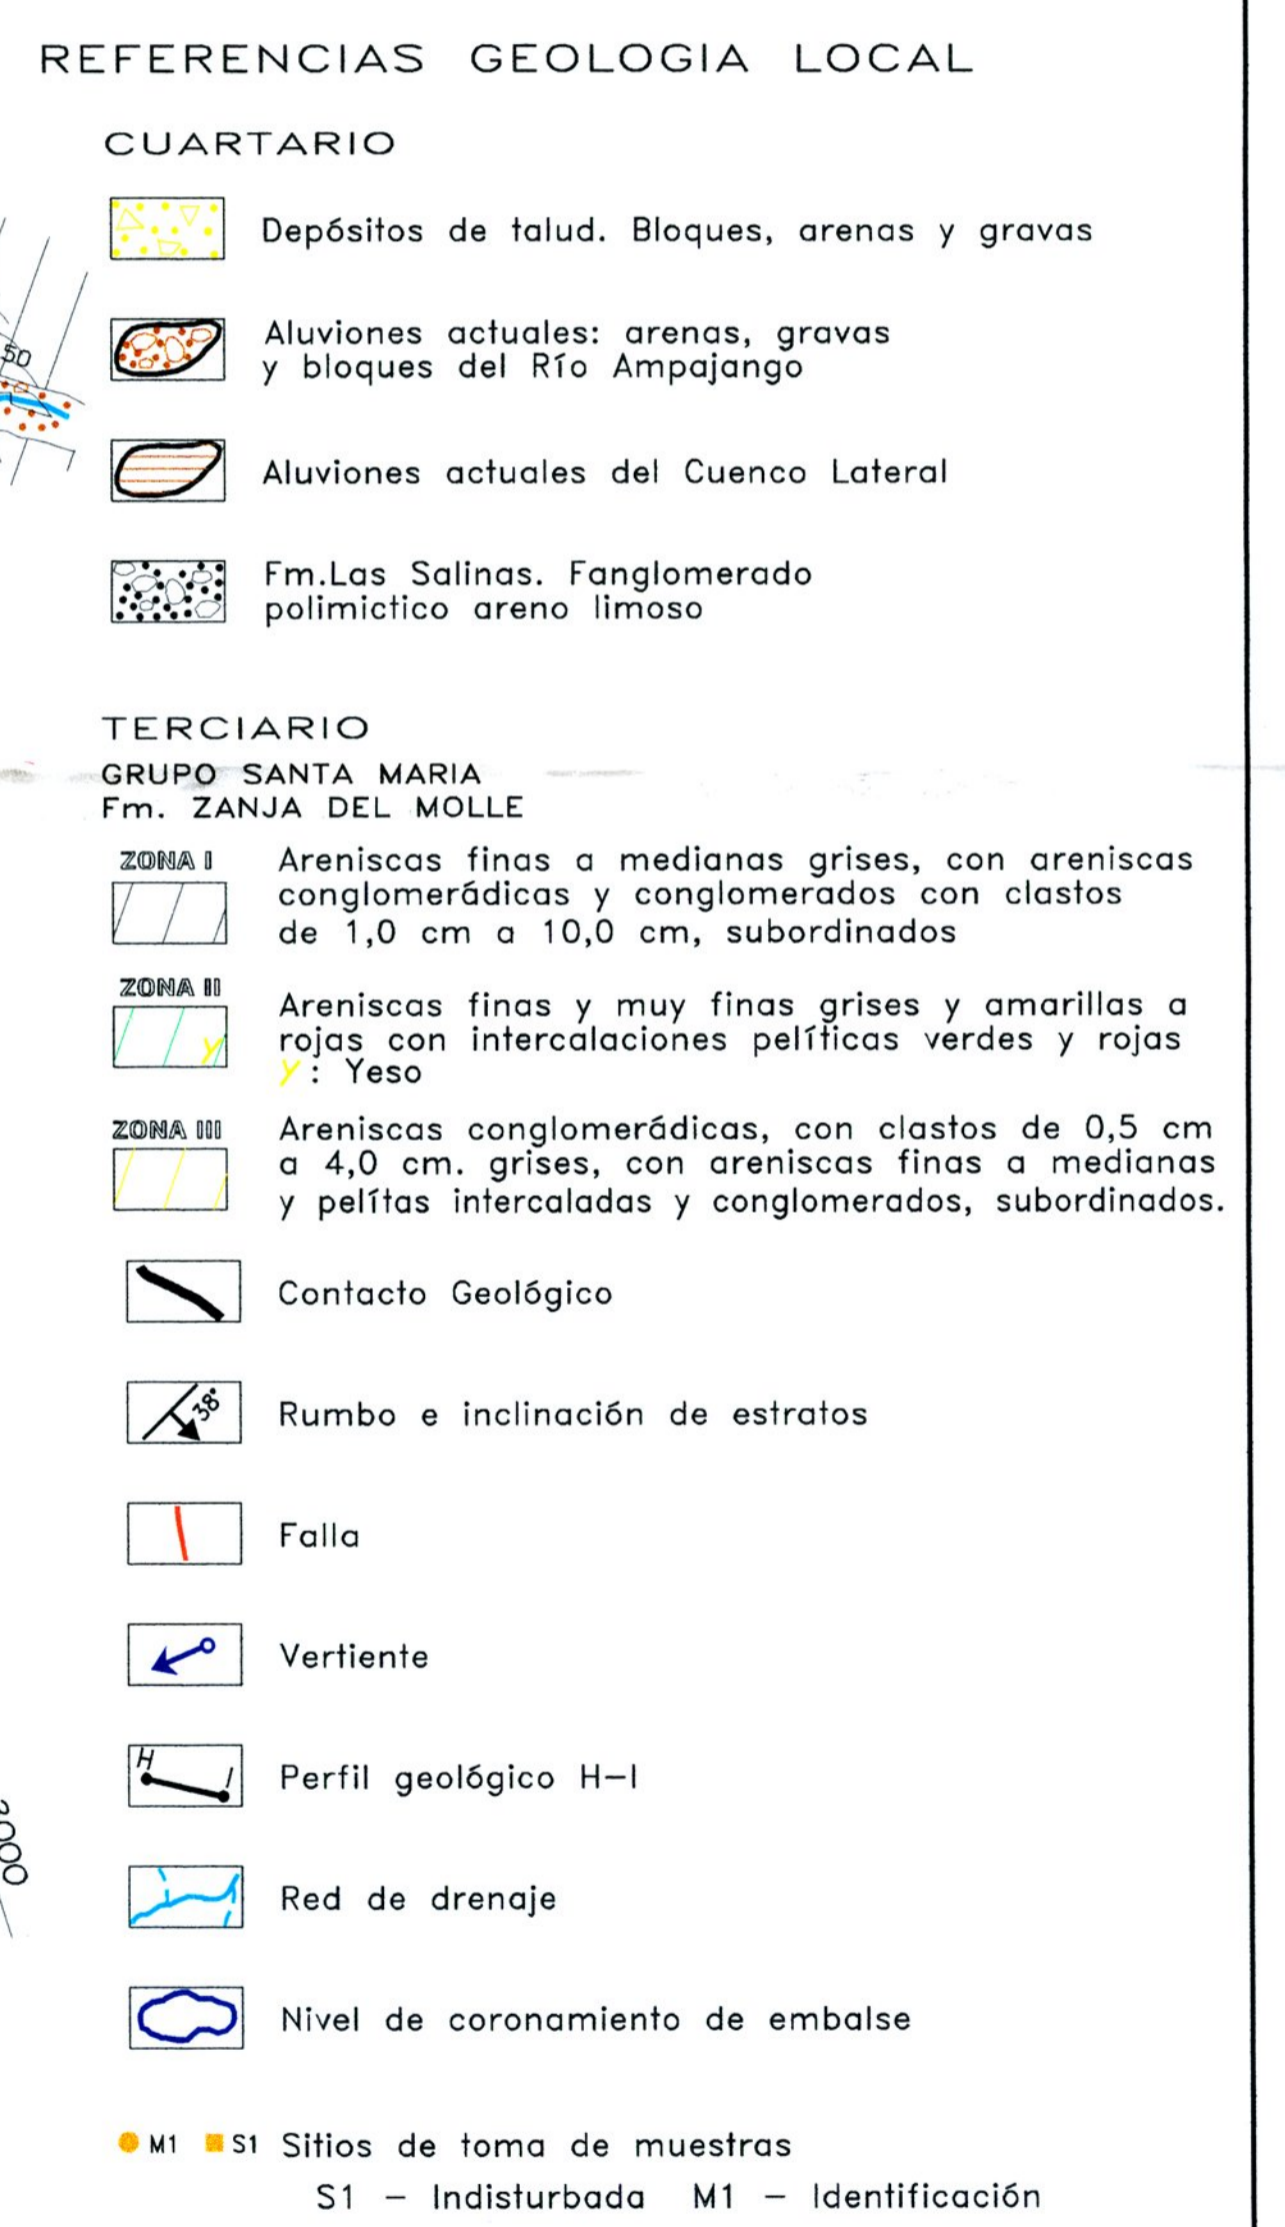 REFERENCIAS GEOLOGIA LOCAL
CUARTARIO
Depósitos de talud. Bloques, arenas y gravas
50
Aluviones actuales: arenas, gravas
y bloques del Río Ampajango
Aluviones actuales del Cuenco Lateral
Fm.Las Salinas. Fanglomerado
polimictico areno limoso
TERCIARIO
GRUPO SANTA MARIA
Fm. ZANJA DEL MOLLE
ZONA I
Areniscas finas a medianas grises, con areniscas
conglomerádicas y conglomerados con clastos
de 1,0 cm a 10,0 cm, subordinados
ZONA II
Y
Areniscas finas y muy finas grises y amarillas a
rojas con intercalaciones pelíticas verdes y rojas
Y : Yeso
ZONA III
Areniscas conglomerádicas, con clastos de 0,5 cm
a 4,0 cm. grises, con areniscas finas a medianas
y pelítas intercaladas y conglomerados, subordinados.
Contacto Geológico
38°
Rumbo e inclinación de estratos
Falla
Vertiente
H I
Perfil geológico H-I
2000
Red de drenaje
Nivel de coronamiento de embalse
M1 S1 Sitios de toma de muestras
S1 - Indisturbada M1 - Identificación